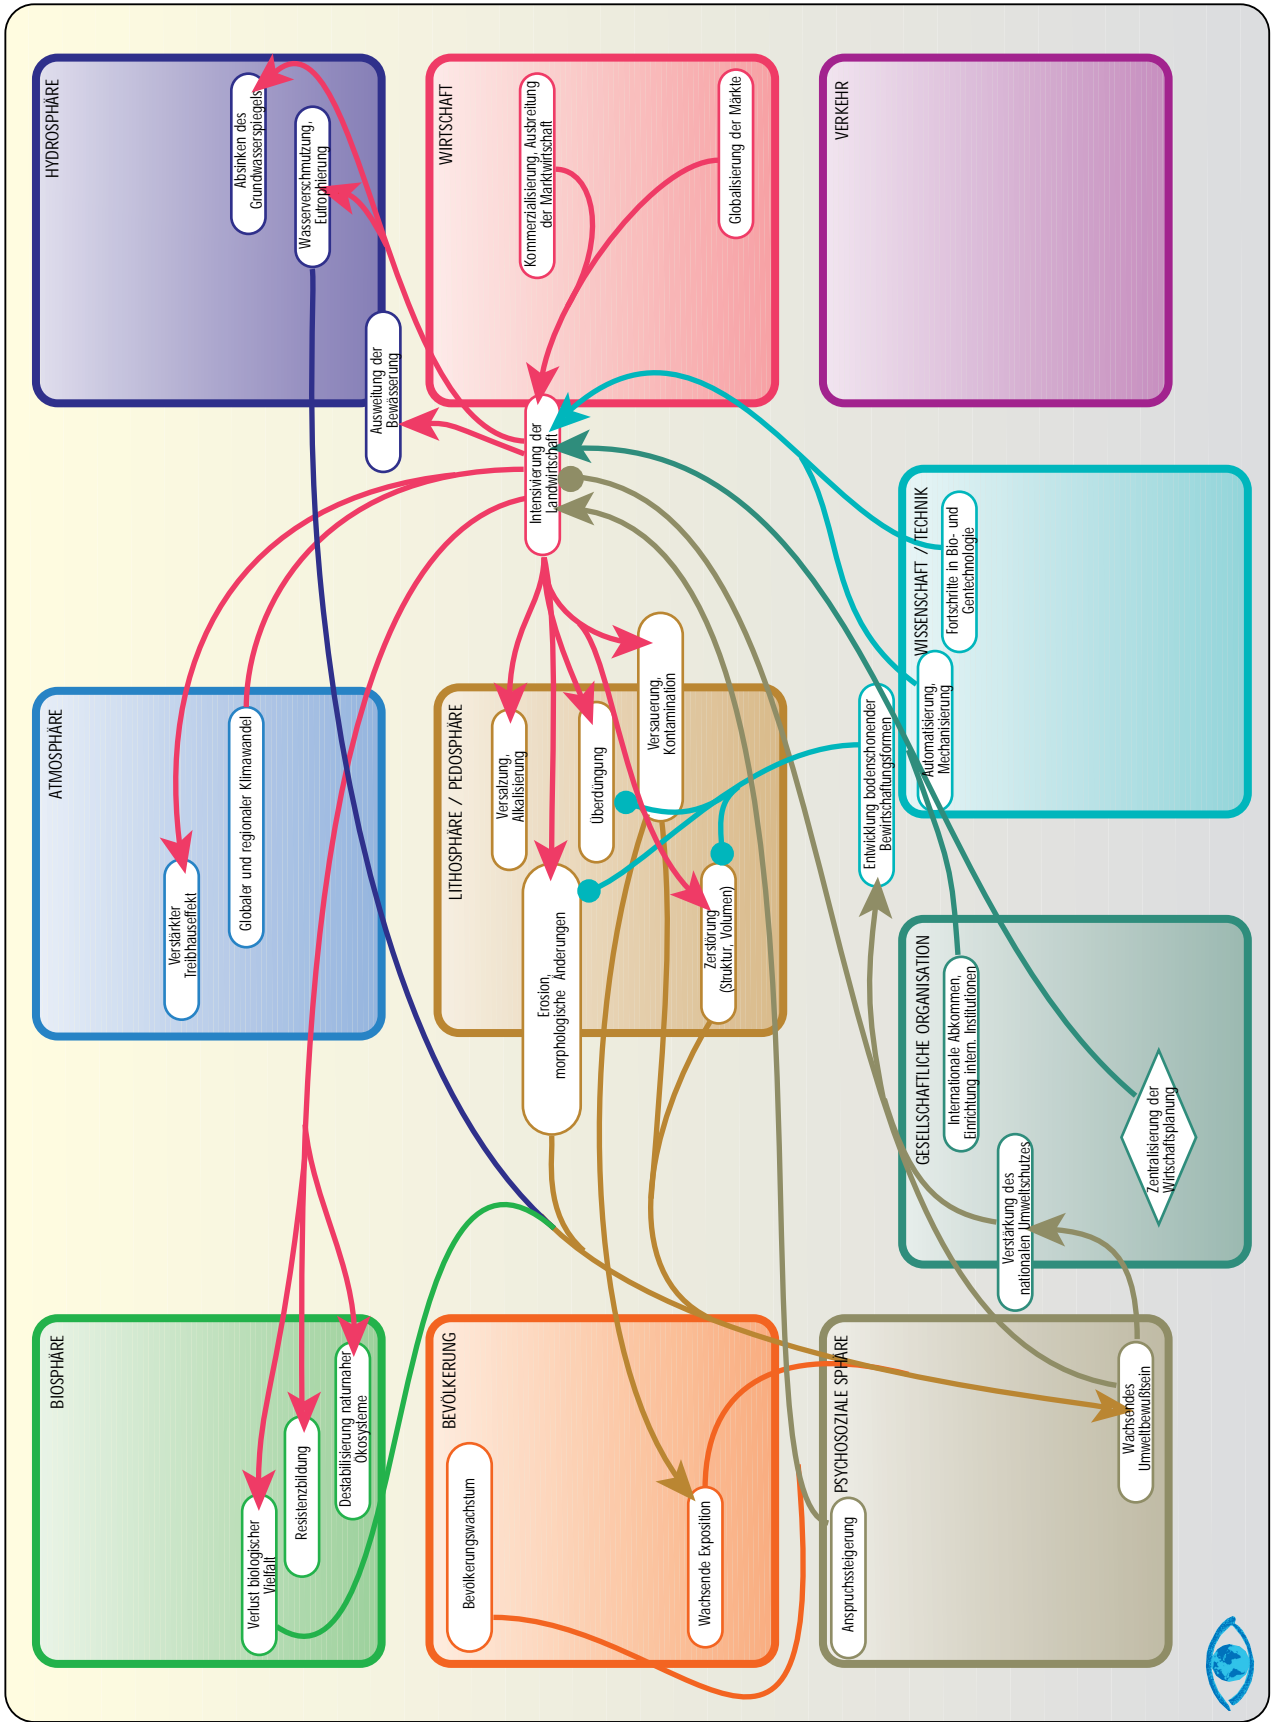 BIOSPHÄRE
Verlust biologischer
Vielfalt
Resistenzbildung
Destabilisierung naturnaher
Ökosysteme
ATMOSPHÄRE
Verstärkter
Treibhauseffekt
Globaler und regionaler Klimawandel
HYDROSPHÄRE
Absinken des
Grundwasserspiegels
Wasserverschmutzung,
Eutrophierung
Ausweitung der
Bewässerung
BEVÖLKERUNG
Bevölkerungswachstum
Wachsende Exposition
LITHOSPHÄRE / PEDOSPHÄRE
Versalzung,
Alkalisierung
Erosion,
morphologische Änderungen
Überdüngung
Versauerung,
Kontamination
Zerstörung
(Struktur, Volumen)
WIRTSCHAFT
Kommerzialisierung, Ausbreitung
der Marktwirtschaft
Intensivierung der
Landwirtschaft
Globalisierung der Märkte
PSYCHOSOZIALE SPHÄRE
Anspruchssteigerung
Wachsendes
Umweltbewußtsein
GESELLSCHAFTLICHE ORGANISATION
Internationale Abkommen,
Einrichtung intern. Institutionen
Verstärkung des
nationalen Umweltschutzes
Zentralisierung der
Wirtschaftsplanung
WISSENSCHAFT / TECHNIK
Entwicklung bodenschonender
Bewirtschaftungsformen
Automatisierung,
Mechanisierung
Fortschritte in Bio- und
Gentechnologie
VERKEHR